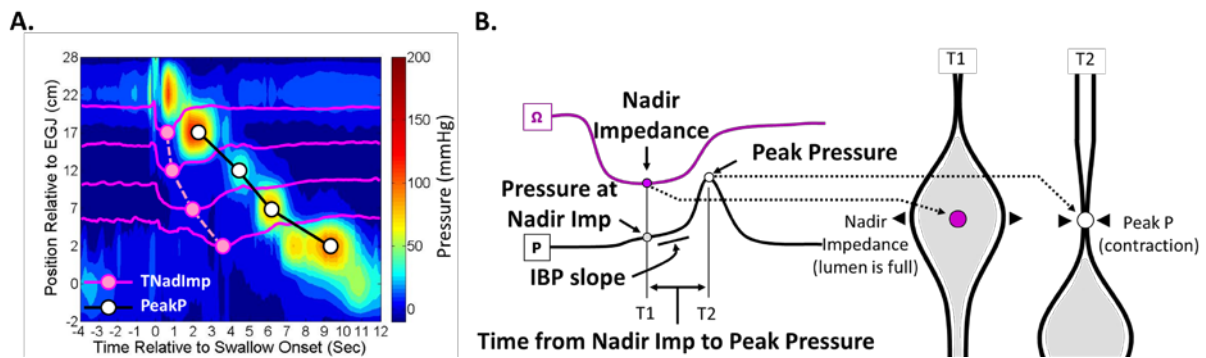 A.
28
22
17
12
7
2
0
-2
Position Relative to EGJ (cm)
-4 -3 -2 -1 0 1 2 3 4 5 6 7 8 9 10 11 12
Time Relative to Swallow Onset (Sec)
TNadImp
PeakP
200
150
100
50
0
Pressure (mmHg)
B.
Ω
Nadir
Impedance
Peak Pressure
Pressure at
Nadir Imp
P
IBP slope
T1
T2
Time from Nadir Imp to Peak Pressure
T1
T2
Nadir
Impedance
(lumen is full)
Peak P
(contraction)